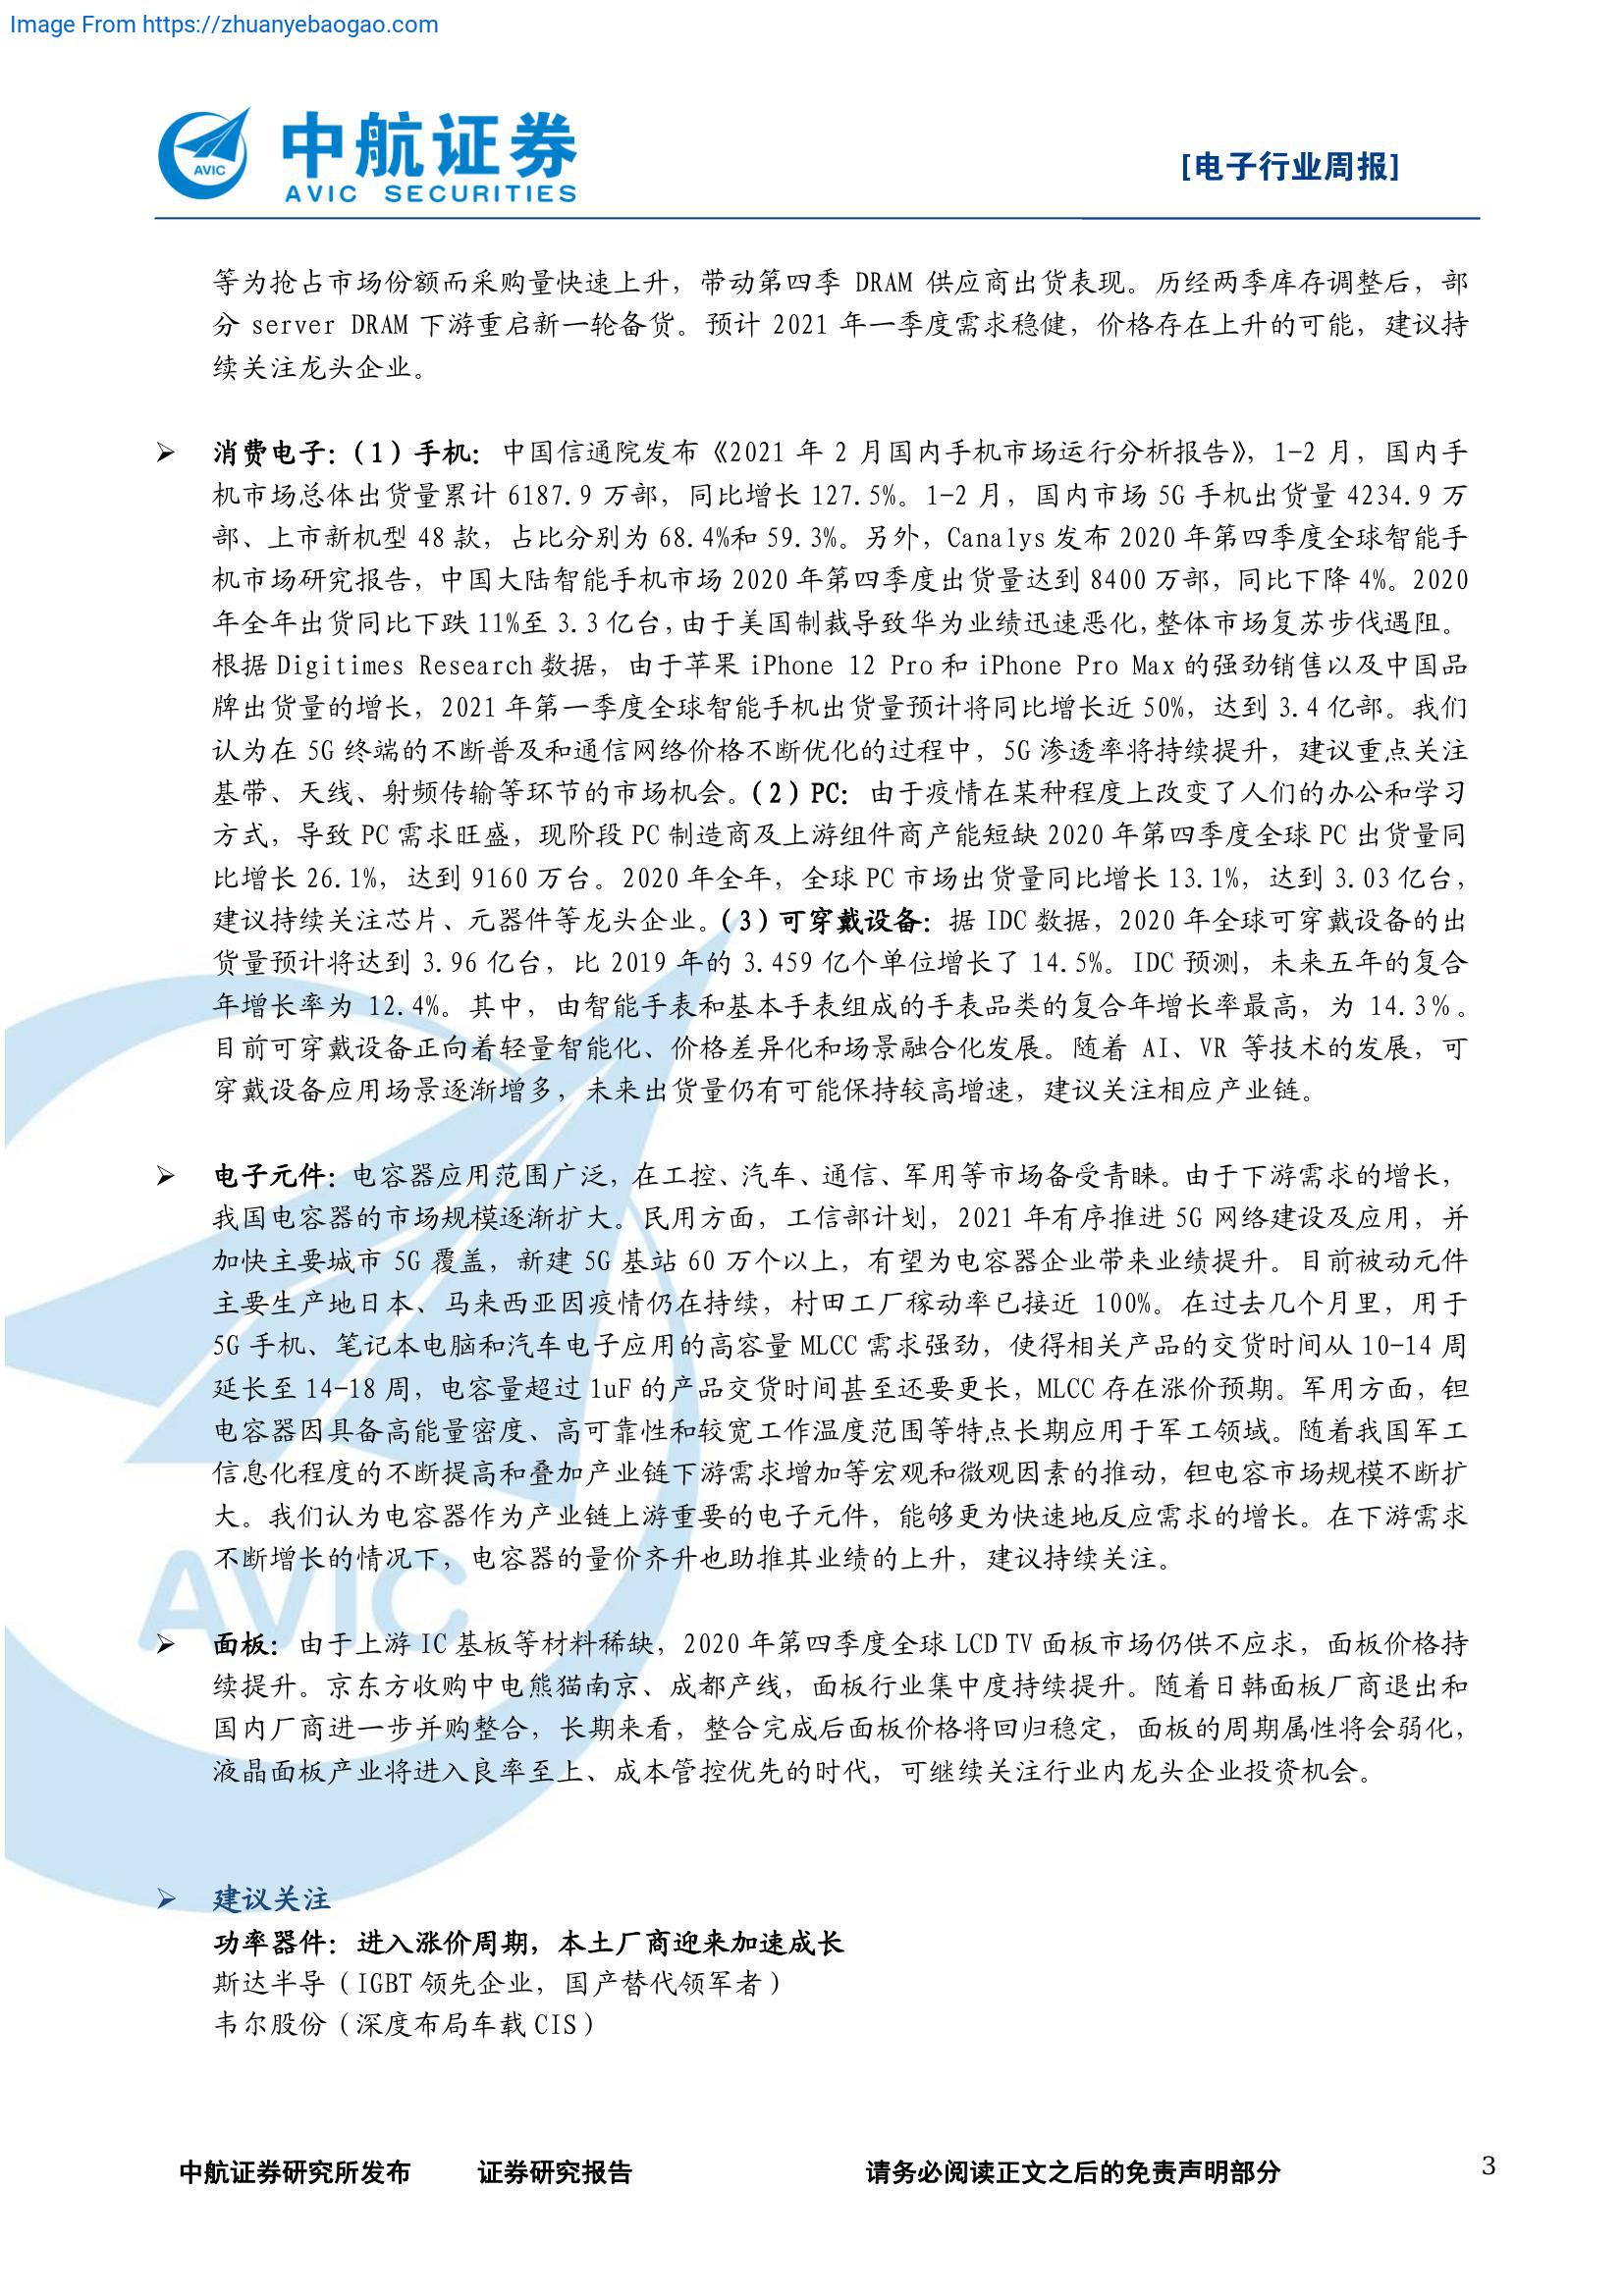 Image From https://zhuanyebaogao.com
AVIC
中航证券
AVIC SECURITIES
[电子行业周报]
等为抢占市场份额而采购量快速上升，带动第四季 DRAM 供应商出货表现。历经两季库存调整后，部
分 server DRAM 下游重启新一轮备货。预计 2021 年一季度需求稳健，价格存在上升的可能，建议持
续关注龙头企业。
➢ 消费电子：（1）手机：中国信通院发布《2021 年 2 月国内手机市场运行分析报告》，1-2 月，国内手
机市场总体出货量累计 6187.9 万部，同比增长 127.5%。1-2 月，国内市场 5G 手机出货量 4234.9 万
部、上市新机型 48 款，占比分别为 68.4%和 59.3%。另外，Canalys 发布 2020 年第四季度全球智能手
机市场研究报告，中国大陆智能手机市场 2020 年第四季度出货量达到 8400 万部，同比下降 4%。2020
年全年出货同比下跌 11%至 3.3 亿台，由于美国制裁导致华为业绩迅速恶化，整体市场复苏步伐遇阻。
根据 Digitimes Research 数据，由于苹果 iPhone 12 Pro 和 iPhone Pro Max 的强劲销售以及中国品
牌出货量的增长，2021 年第一季度全球智能手机出货量预计将同比增长近 50%，达到 3.4 亿部。我们
认为在 5G 终端的不断普及和通信网络价格不断优化的过程中，5G 渗透率将持续提升，建议重点关注
基带、天线、射频传输等环节的市场机会。（2）PC：由于疫情在某种程度上改变了人们的办公和学习
方式，导致 PC 需求旺盛，现阶段 PC 制造商及上游组件商产能短缺 2020 年第四季度全球 PC 出货量同
比增长 26.1%，达到 9160 万台。2020 年全年，全球 PC 市场出货量同比增长 13.1%，达到 3.03 亿台，
建议持续关注芯片、元器件等龙头企业。（3）可穿戴设备：据 IDC 数据，2020 年全球可穿戴设备的出
货量预计将达到 3.96 亿台，比 2019 年的 3.459 亿个单位增长了 14.5%。IDC 预测，未来五年的复合
年增长率为 12.4%。其中，由智能手表和基本手表组成的手表品类的复合年增长率最高，为 14.3％。
目前可穿戴设备正向着轻量智能化、价格差异化和场景融合化发展。随着 AI、VR 等技术的发展，可
穿戴设备应用场景逐渐增多，未来出货量仍有可能保持较高增速，建议关注相应产业链。
➢ 电子元件：电容器应用范围广泛，在工控、汽车、通信、军用等市场备受青睐。由于下游需求的增长，
我国电容器的市场规模逐渐扩大。民用方面，工信部计划，2021 年有序推进 5G 网络建设及应用，并
加快主要城市 5G 覆盖，新建 5G 基站 60 万个以上，有望为电容器企业带来业绩提升。目前被动元件
主要生产地日本、马来西亚因疫情仍在持续，村田工厂稼动率已接近 100%。在过去几个月里，用于
5G 手机、笔记本电脑和汽车电子应用的高容量 MLCC 需求强劲，使得相关产品的交货时间从 10-14 周
延长至 14-18 周，电容量超过 1uF 的产品交货时间甚至还要更长，MLCC 存在涨价预期。军用方面，钽
电容器因具备高能量密度、高可靠性和较宽工作温度范围等特点长期应用于军工领域。随着我国军工
信息化程度的不断提高和叠加产业链下游需求增加等宏观和微观因素的推动，钽电容市场规模不断扩
大。我们认为电容器作为产业链上游重要的电子元件，能够更为快速地反应需求的增长。在下游需求
不断增长的情况下，电容器的量价齐升也助推其业绩的上升，建议持续关注。
AVIC
➢ 面板：由于上游 IC 基板等材料稀缺，2020 年第四季度全球 LCD TV 面板市场仍供不应求，面板价格持
续提升。京东方收购中电熊猫南京、成都产线，面板行业集中度持续提升。随着日韩面板厂商退出和
国内厂商进一步并购整合，长期来看，整合完成后面板价格将回归稳定，面板的周期属性将会弱化，
液晶面板产业将进入良率至上、成本管控优先的时代，可继续关注行业内龙头企业投资机会。
➢ 建议关注
功率器件：进入涨价周期，本土厂商迎来加速成长
斯达半导（IGBT 领先企业，国产替代领军者）
韦尔股份（深度布局车载 CIS）
中航证券研究所发布 证券研究报告 请务必阅读正文之后的免责声明部分 3